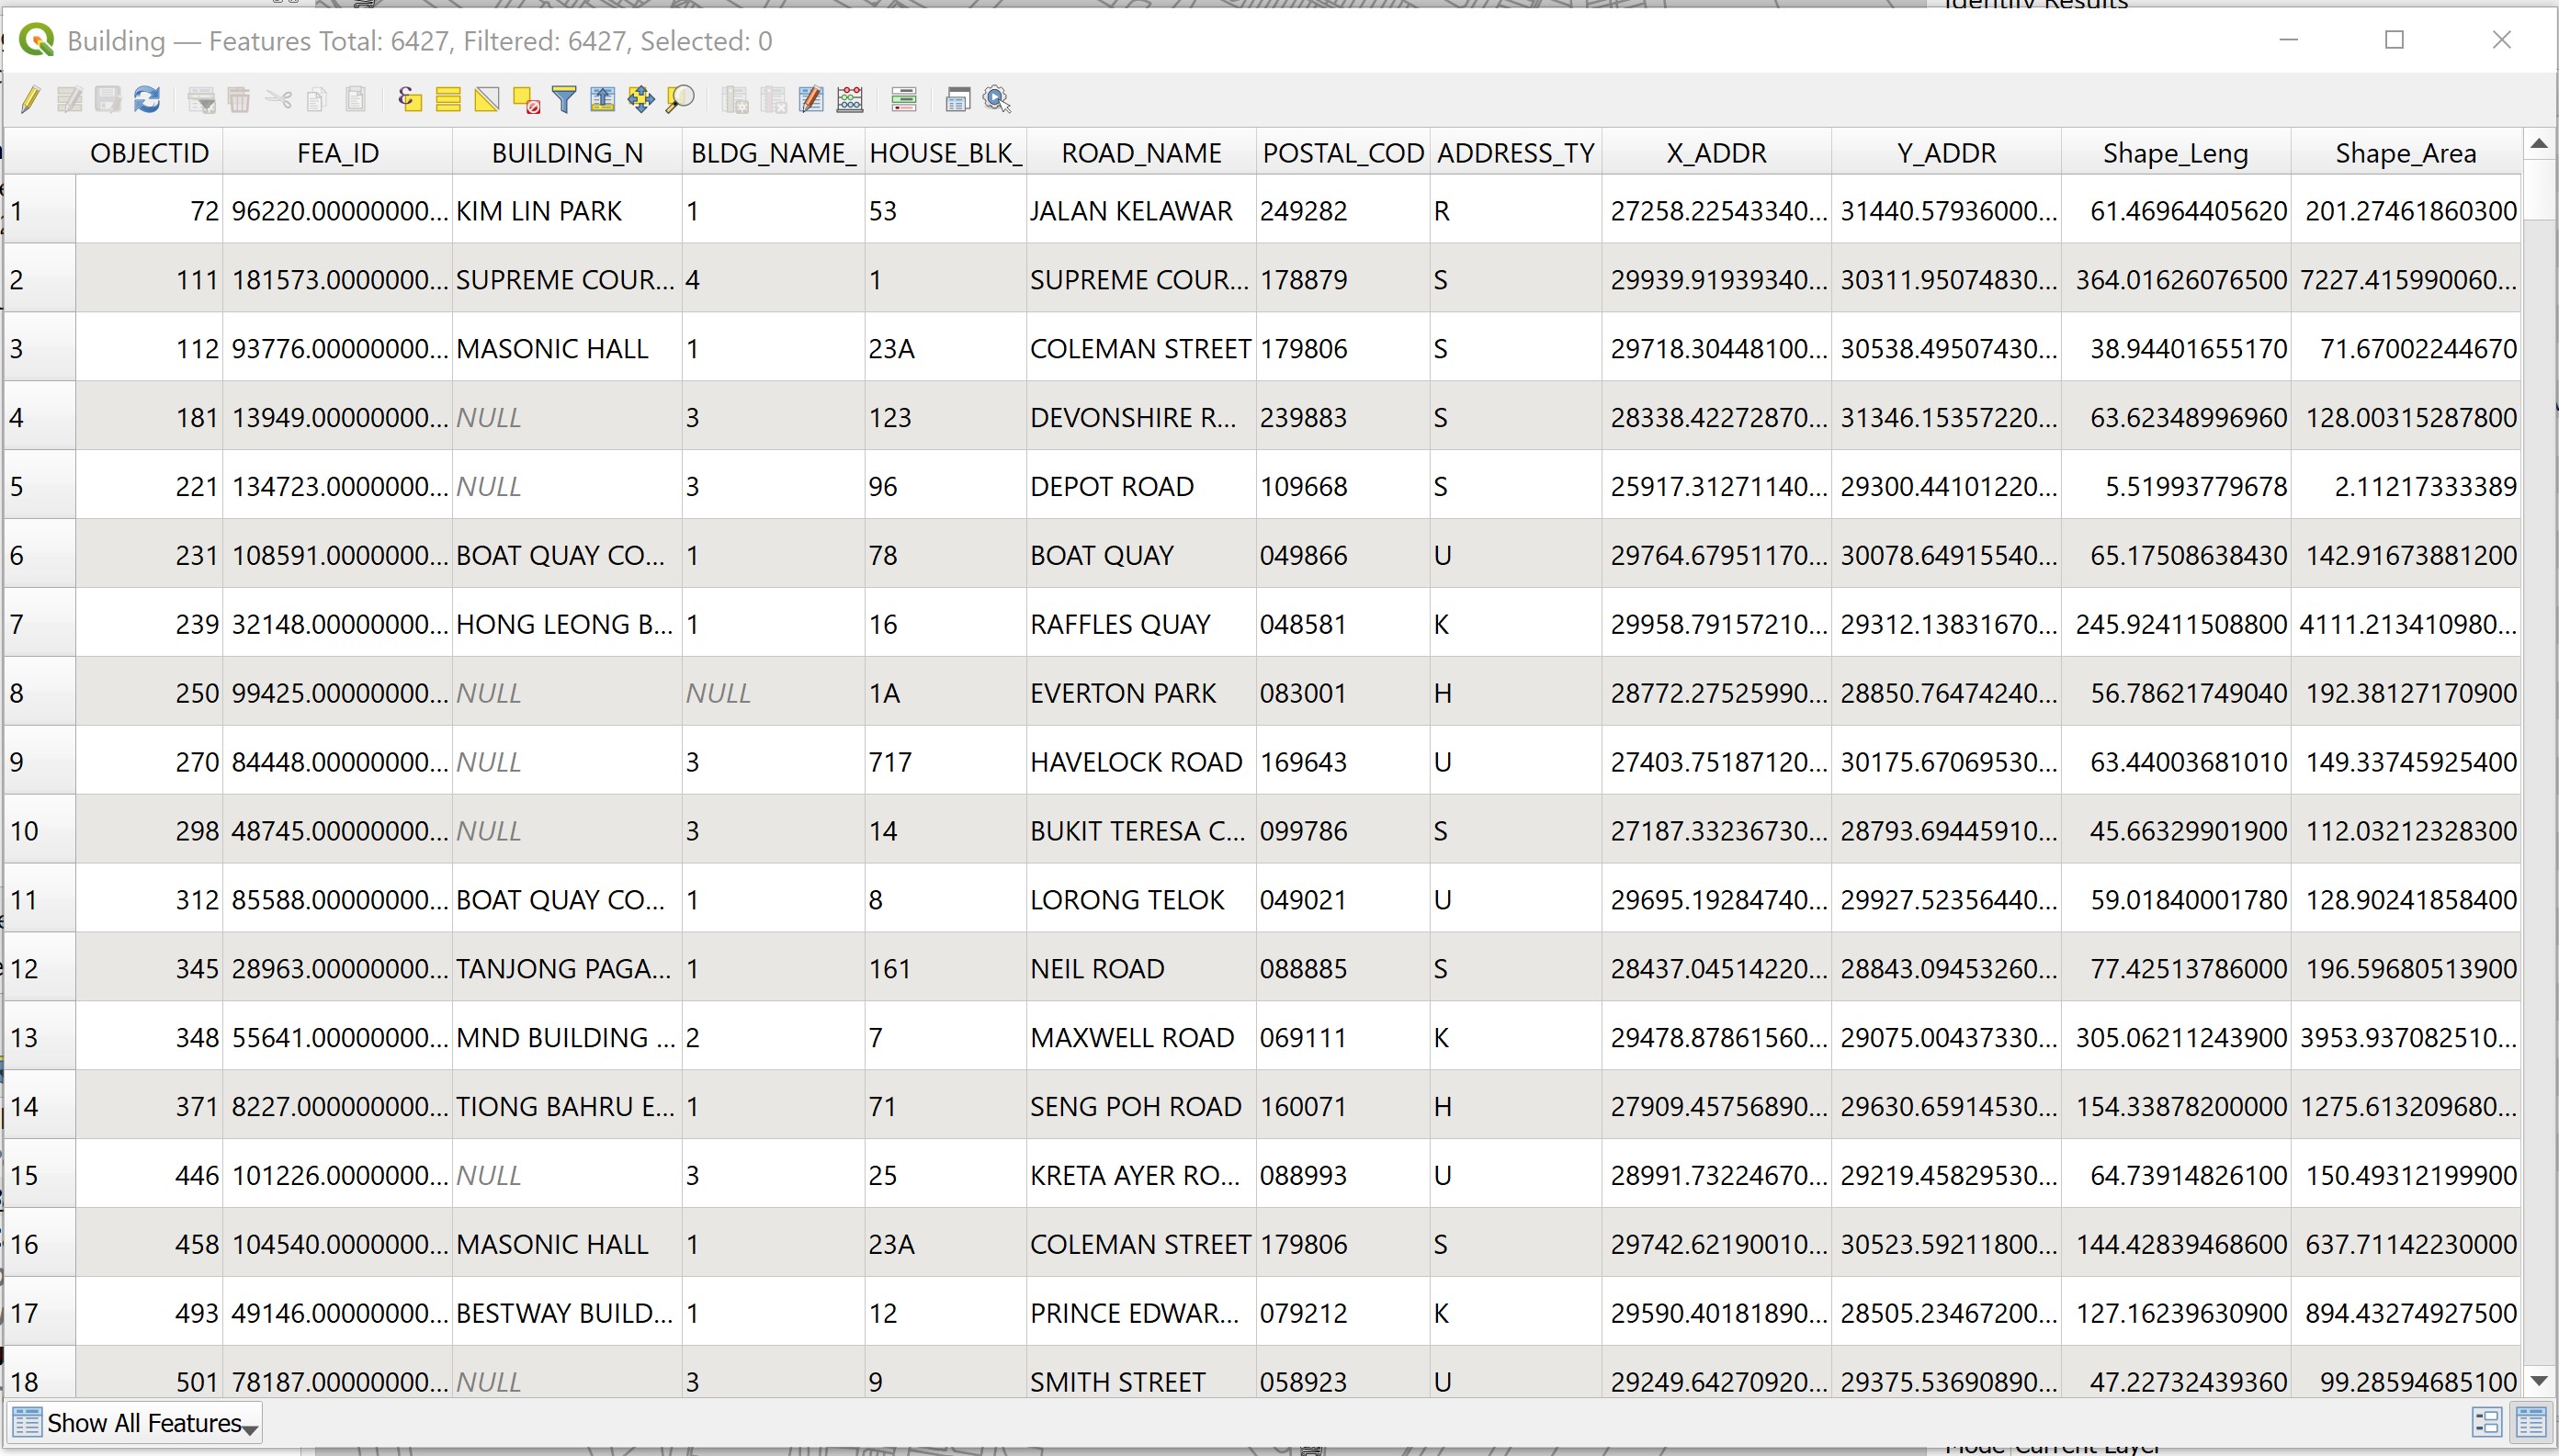 Identify Results
Building — Features Total: 6427, Filtered: 6427, Selected: 0
OBJECTID FEA_ID BUILDING_N BLDG_NAME_ HOUSE_BLK_ ROAD_NAME POSTAL_COD ADDRESS_TY X_ADDR Y_ADDR Shape_Leng Shape_Area
1 72 96220.00000000... KIM LIN PARK 1 53 JALAN KELAWAR 249282 R 27258.22543340... 31440.57936000... 61.46964405620 201.27461860300
2 111 181573.0000000... SUPREME COUR... 4 1 SUPREME COUR... 178879 S 29939.91939340... 30311.95074830... 364.01626076500 7227.415990060...
3 112 93776.00000000... MASONIC HALL 1 23A COLEMAN STREET 179806 S 29718.30448100... 30538.49507430... 38.94401655170 71.67002244670
4 181 13949.00000000... NULL 3 123 DEVONSHIRE R... 239883 S 28338.42272870... 31346.15357220... 63.62348996960 128.00315287800
5 221 134723.0000000... NULL 3 96 DEPOT ROAD 109668 S 25917.31271140... 29300.44101220... 5.51993779678 2.11217333389
6 231 108591.0000000... BOAT QUAY CO... 1 78 BOAT QUAY 049866 U 29764.67951170... 30078.64915540... 65.17508638430 142.91673881200
7 239 32148.00000000... HONG LEONG B... 1 16 RAFFLES QUAY 048581 K 29958.79157210... 29312.13831670... 245.92411508800 4111.213410980...
8 250 99425.00000000... NULL NULL 1A EVERTON PARK 083001 H 28772.27525990... 28850.76474240... 56.78621749040 192.38127170900
9 270 84448.00000000... NULL 3 717 HAVELOCK ROAD 169643 U 27403.75187120... 30175.67069530... 63.44003681010 149.33745925400
10 298 48745.00000000... NULL 3 14 BUKIT TERESA C... 099786 S 27187.33236730... 28793.69445910... 45.66329901900 112.03212328300
11 312 85588.00000000... BOAT QUAY CO... 1 8 LORONG TELOK 049021 U 29695.19284740... 29927.52356440... 59.01840001780 128.90241858400
12 345 28963.00000000... TANJONG PAGA... 1 161 NEIL ROAD 088885 S 28437.04514220... 28843.09453260... 77.42513786000 196.59680513900
13 348 55641.00000000... MND BUILDING ... 2 7 MAXWELL ROAD 069111 K 29478.87861560... 29075.00437330... 305.06211243900 3953.937082510...
14 371 8227.000000000... TIONG BAHRU E... 1 71 SENG POH ROAD 160071 H 27909.45756890... 29630.65914530... 154.33878200000 1275.613209680...
15 446 101226.0000000... NULL 3 25 KRETA AYER RO... 088993 U 28991.73224670... 29219.45829530... 64.73914826100 150.49312199900
16 458 104540.0000000... MASONIC HALL 1 23A COLEMAN STREET 179806 S 29742.62190010... 30523.59211800... 144.42839468600 637.71142230000
17 493 49146.00000000... BESTWAY BUILD... 1 12 PRINCE EDWAR... 079212 K 29590.40181890... 28505.23467200... 127.16239630900 894.43274927500
18 501 78187.00000000... NULL 3 9 SMITH STREET 058923 U 29249.64270920... 29375.53690890... 47.22732439360 99.28594685100
Show All Features
Mode Current Layer